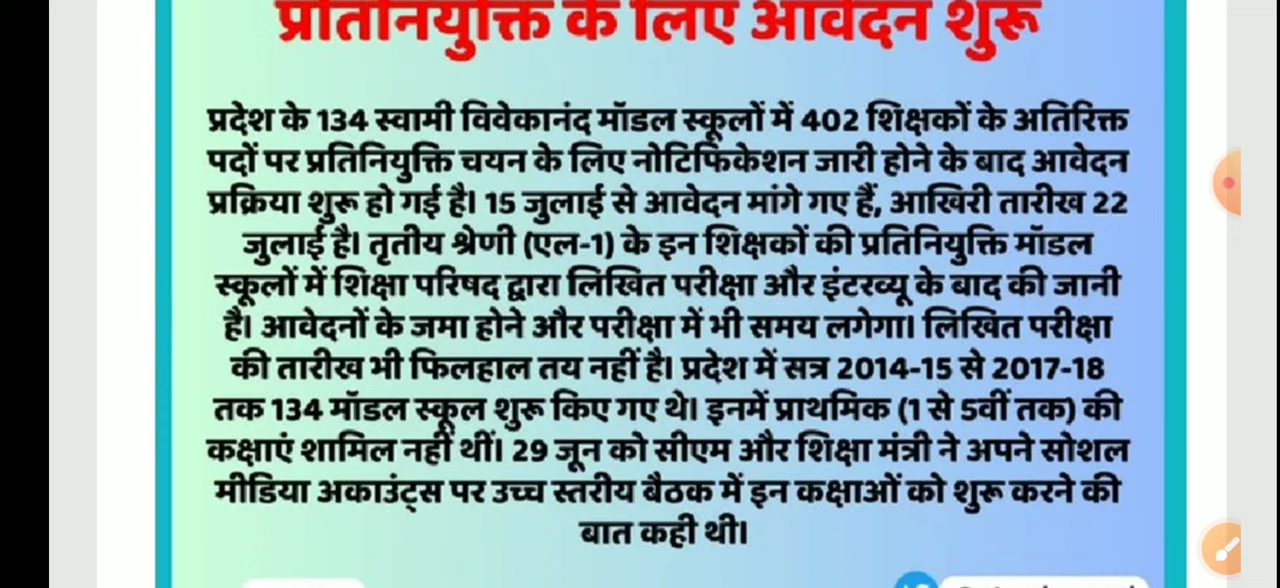 प्रतिनियुक्ति के लिए आवेदन शुरू
प्रदेश के 134 स्वामी विवेकानंद मॉडल स्कूलों में 402 शिक्षकों के अतिरिक्त
पदों पर प्रतिनियुक्ति चयन के लिए नोटिफिकेशन जारी होने के बाद आवेदन
प्रक्रिया शुरू हो गई है। 15 जुलाई से आवेदन मांगे गए हैं, आखिरी तारीख 22
जुलाई है। तृतीय श्रेणी (एल-1) के इन शिक्षकों की प्रतिनियुक्ति मॉडल
स्कूलों में शिक्षा परिषद द्वारा लिखित परीक्षा और इंटरव्यू के बाद की जानी
है। आवेदनों के जमा होने और परीक्षा में भी समय लगेगा। लिखित परीक्षा
की तारीख भी फिलहाल तय नहीं है। प्रदेश में सत्र 2014-15 से 2017-18
तक 134 मॉडल स्कूल शुरू किए गए थे। इनमें प्राथमिक (1 से 5वीं तक) की
कक्षाएं शामिल नहीं थीं। 29 जून को सीएम और शिक्षा मंत्री ने अपने सोशल
मीडिया अकाउंट्स पर उच्च स्तरीय बैठक में इन कक्षाओं को शुरू करने की
बात कही थी।